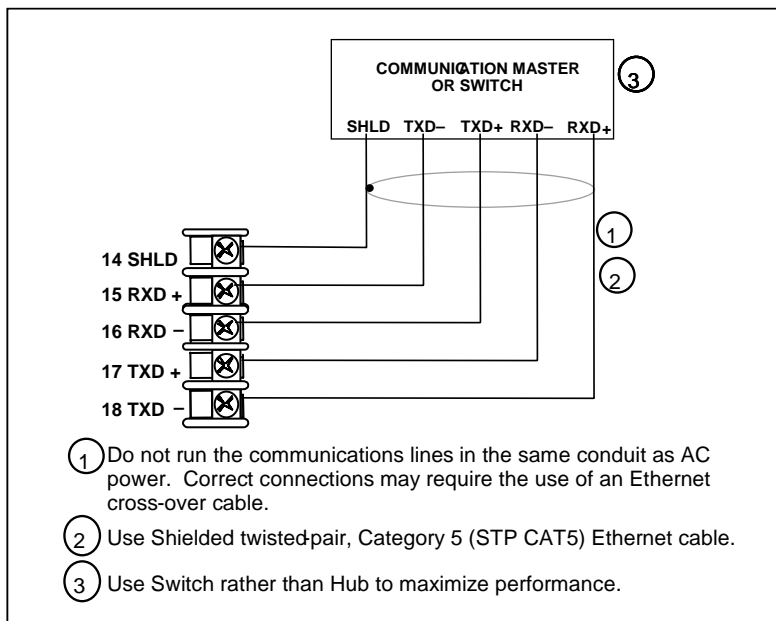 COMMUNICATION MASTER
OR SWITCH
3
SHLD TXD– TXD+ RXD– RXD+
1
2
14 SHLD
15 RXD +
16 RXD –
17 TXD +
18 TXD –
1 Do not run the communications lines in the same conduit as AC
power. Correct connections may require the use of an Ethernet
cross-over cable.
2 Use Shielded twisted-pair, Category 5 (STP CAT5) Ethernet cable.
3 Use Switch rather than Hub to maximize performance.